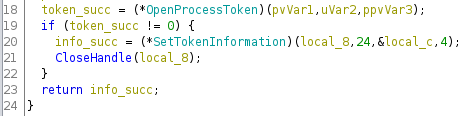 18 token_succ = (*OpenProcessToken)(pvVar1,uVar2,ppvVar3);
19 if (token_succ != 0) {
20 info_succ = (*SetTokenInformation)(local_8,24,&local_c,4);
21 CloseHandle(local_8);
22 }
23 return info_succ;
24 }